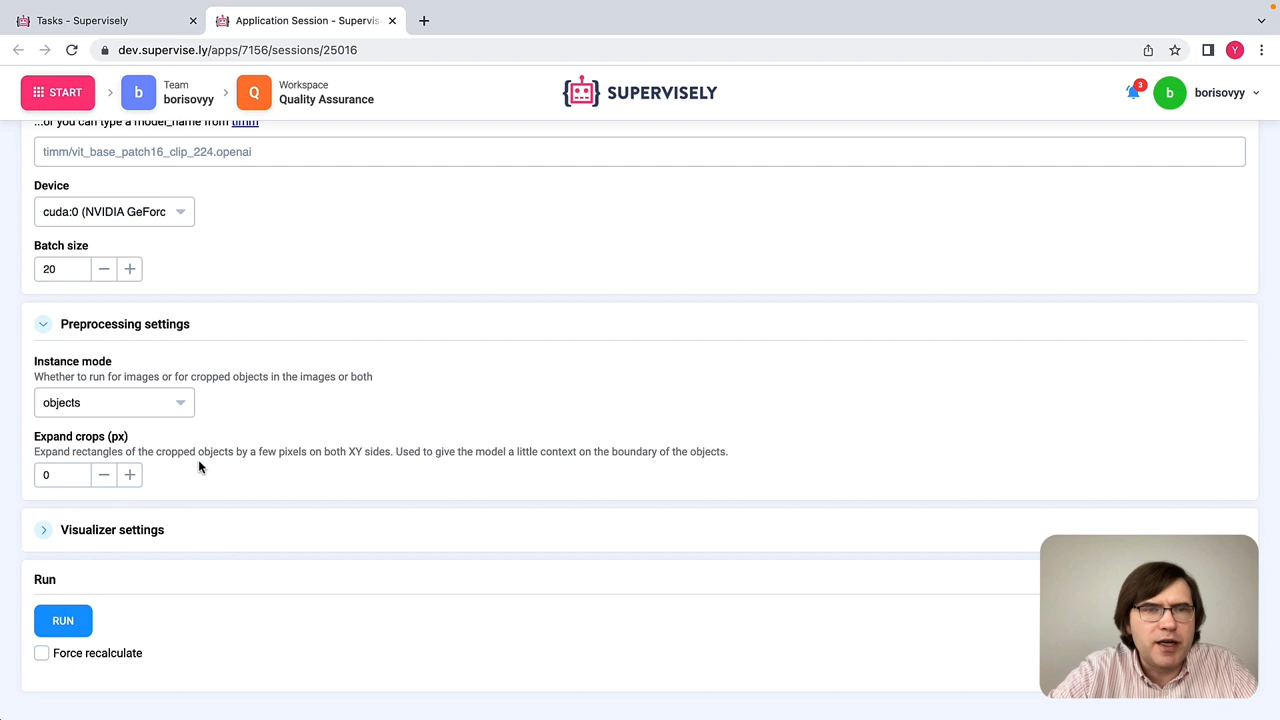 Tasks - Supervisely
Application Session - Supervis
dev.supervise.ly/apps/7156/sessions/25016
Y
START
b
Team
borisovyy
Q
Workspace
Quality Assurance
SUPERVISELY
3
b
borisovyy
...or you can type a model_name from timm
timm/vit_base_patch16_clip_224.openai
Device
cuda:0 (NVIDIA GeForc
Batch size
20
Preprocessing settings
Instance mode
Whether to run for images or for cropped objects in the images or both
objects
Expand crops (px)
Expand rectangles of the cropped objects by a few pixels on both XY sides. Used to give the model a little context on the boundary of the objects.
0
Visualizer settings
Run
RUN
Force recalculate